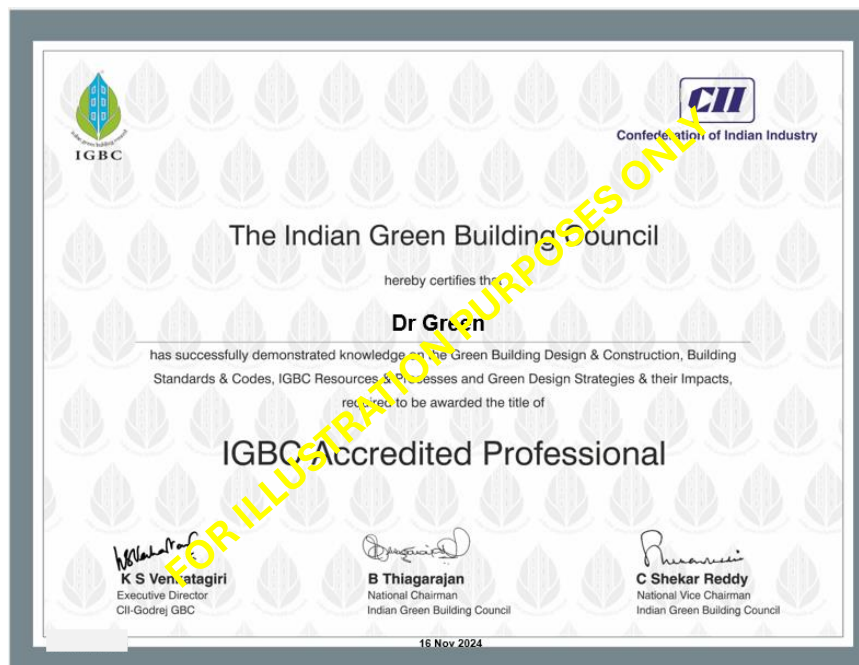 IGBC
CII
Confederation of Indian Industry
The Indian Green Building Council
hereby certifies that
Dr Green
has successfully demonstrated knowledge on the Green Building Design & Construction, Building
Standards & Codes, IGBC Resources & Processes and Green Design Strategies & their Impacts,
required to be awarded the title of
IGBC Accredited Professional
FOR ILLUSTRATION PURPOSES ONLY
K S Venkatagiri
Executive Director
CII-Godrej GBC
B Thiagarajan
National Chairman
Indian Green Building Council
C Shekar Reddy
National Vice Chairman
Indian Green Building Council
16 Nov 2024